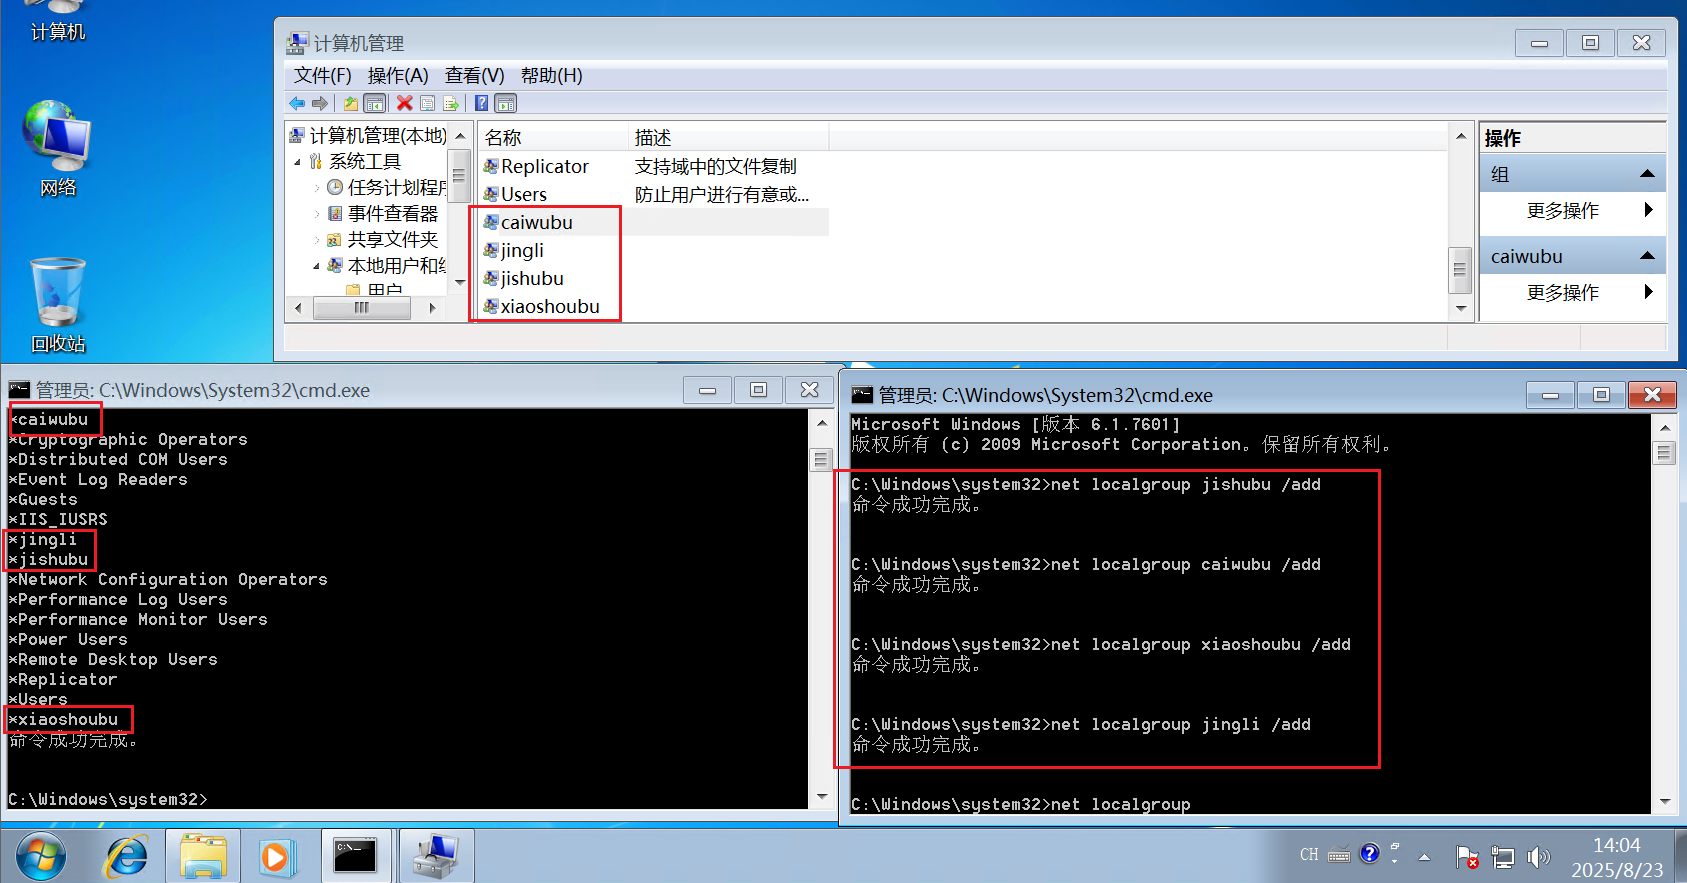 计算机
网络
回收站
计算机管理
文件(F) 操作(A) 查看(V) 帮助(H)
计算机管理(本地)
系统工具
任务计划程序
事件查看器
共享文件夹
本地用户和组
用户
名称 描述
Replicator 支持域中的文件复制
Users 防止用户进行有意或...
caiwubu
jingli
jishubu
xiaoshoubu
操作
组
更多操作
caiwubu
更多操作
管理员: C:\Windows\System32\cmd.exe
*caiwubu
*Cryptographic Operators
*Distributed COM Users
*Event Log Readers
*Guests
*IIS_IUSRS
*jingli
*jishubu
*Network Configuration Operators
*Performance Log Users
*Performance Monitor Users
*Power Users
*Remote Desktop Users
*Replicator
*Users
*xiaoshoubu
命令成功完成。
C:\Windows\system32>
管理员: C:\Windows\System32\cmd.exe
Microsoft Windows [版本 6.1.7601]
版权所有 (c) 2009 Microsoft Corporation。保留所有权利。
C:\Windows\system32>net localgroup jishubu /add
命令成功完成。
C:\Windows\system32>net localgroup caiwubu /add
命令成功完成。
C:\Windows\system32>net localgroup xiaoshoubu /add
命令成功完成。
C:\Windows\system32>net localgroup jingli /add
命令成功完成。
C:\Windows\system32>net localgroup
CH
14:04
2025/8/23